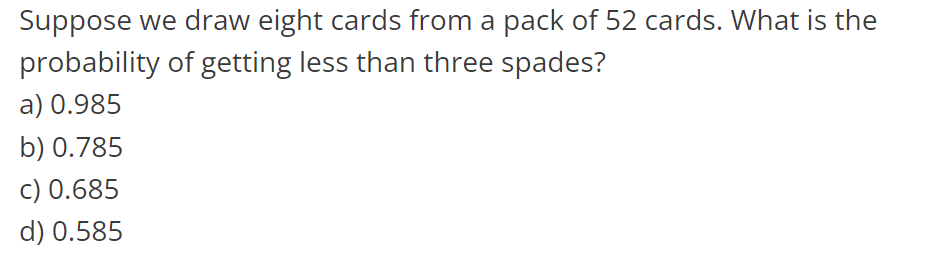 Suppose we draw eight cards from a pack of 52 cards. What is the
probability of getting less than three spades?
a) 0.985
b) 0.785
c) 0.685
d) 0.585